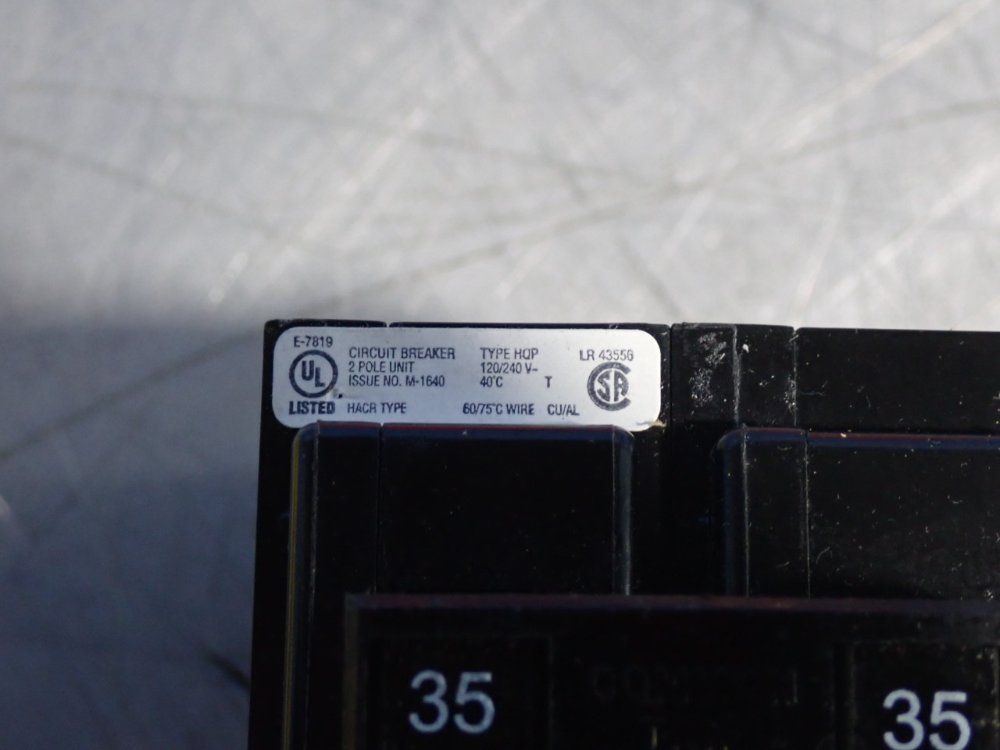 E-7819
UL
LISTED
CIRCUIT BREAKER TYPE HQP LR 43556
2 POLE UNIT 120/240 V~
ISSUE NO. M-1640 40°C T
SA
HACR TYPE 60/75°C WIRE CU/AL
35 35